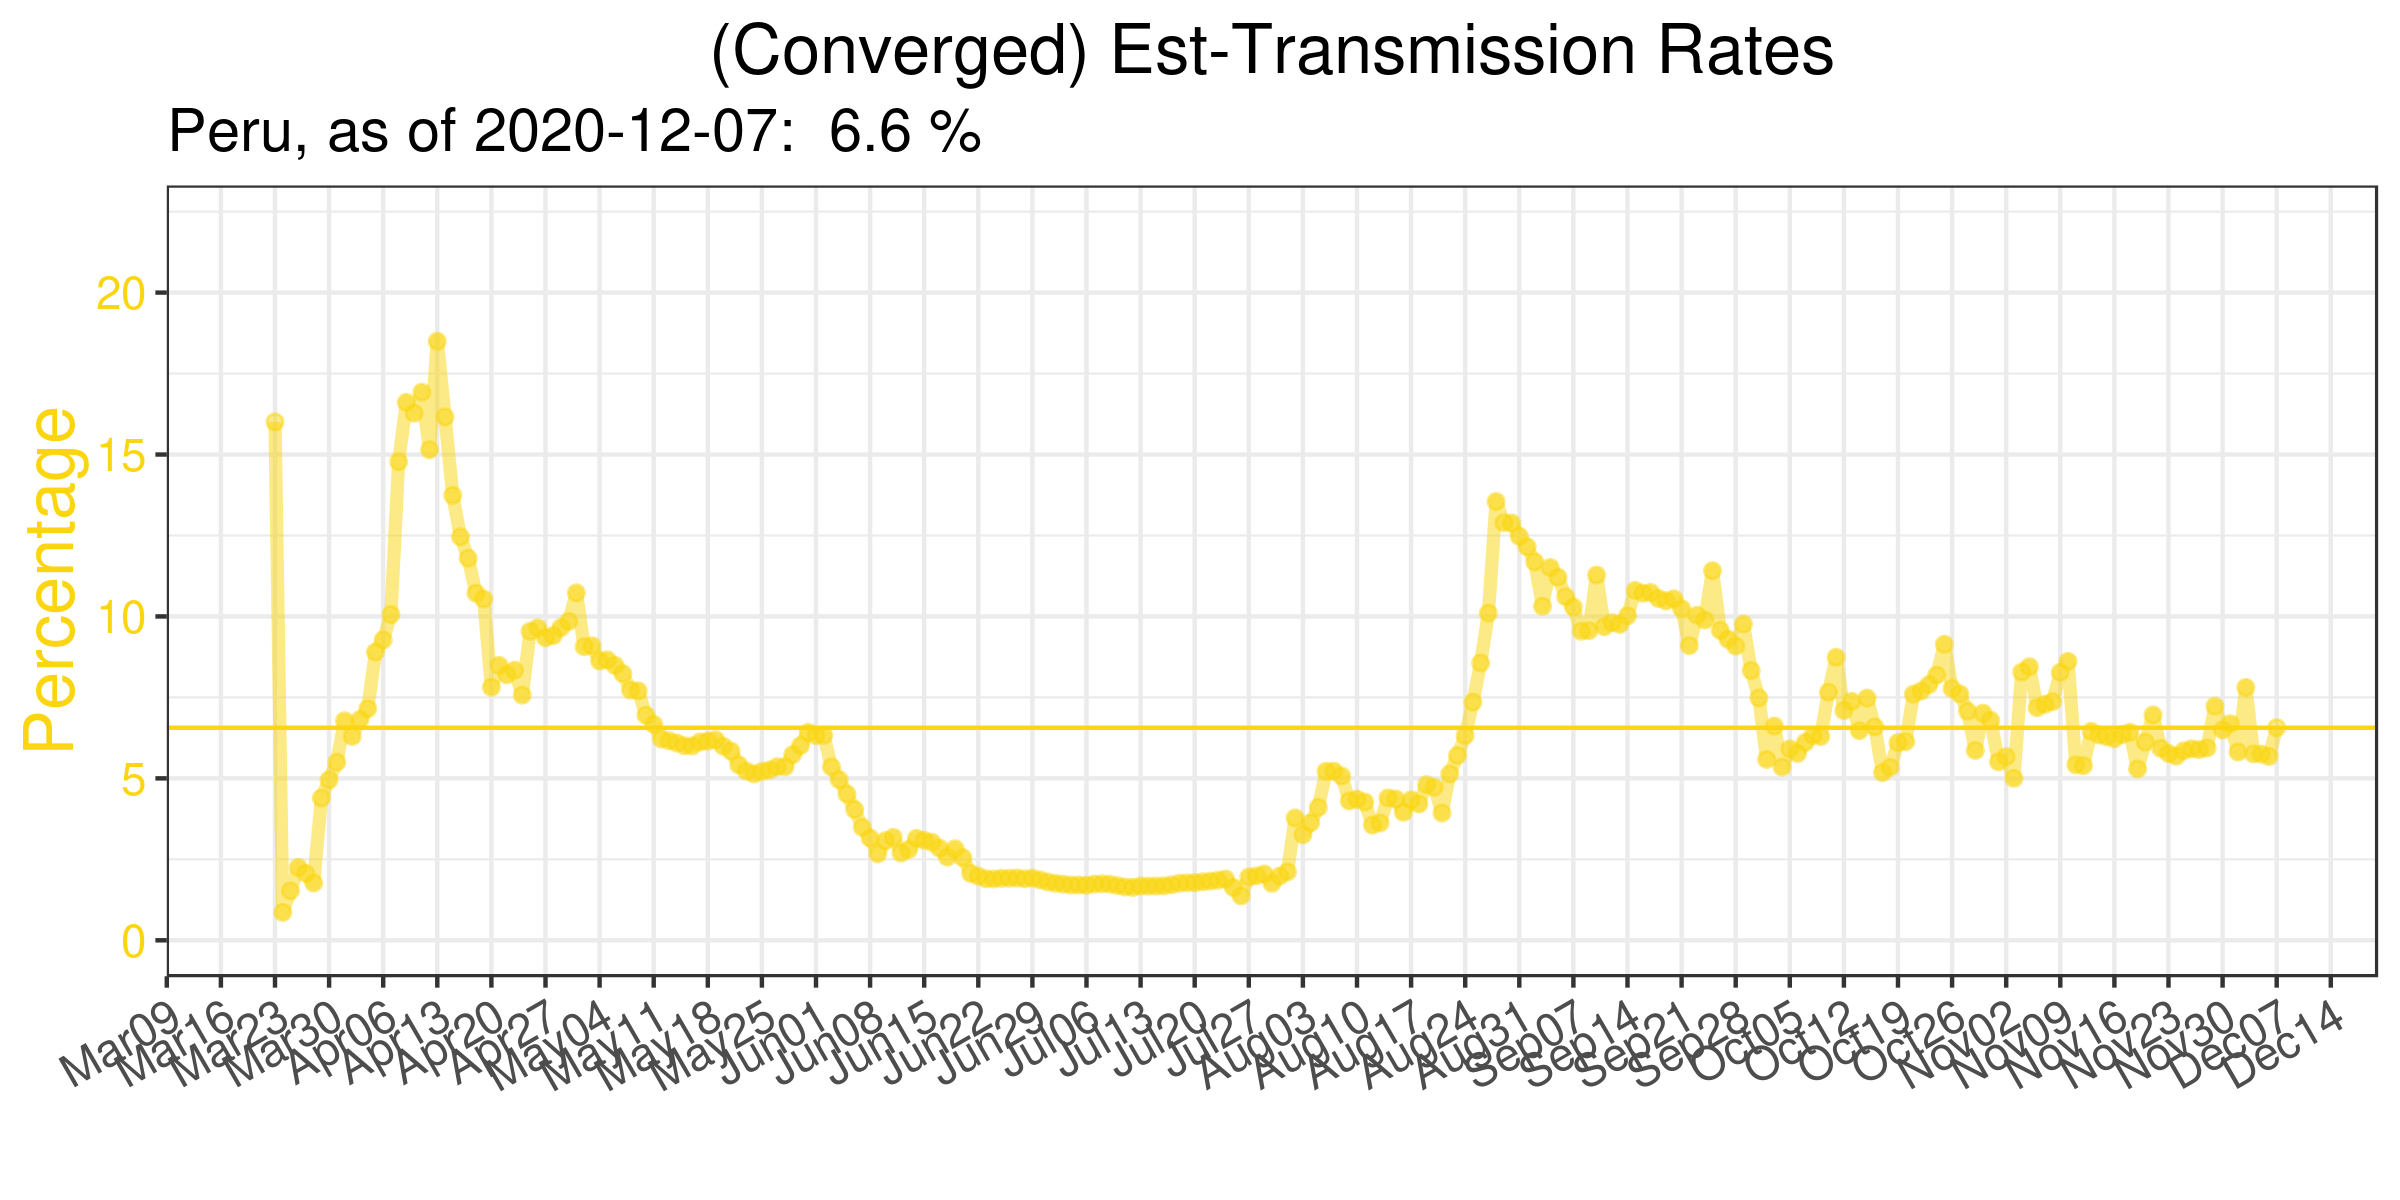 (Converged) Est-Transmission Rates
Peru, as of 2020-12-07:  6.6 %
Percentage
20
15
10
5
0
Mar09
Mar16
Mar23
Mar30
Apr06
Apr13
Apr20
Apr27
May04
May11
May18
May25
Jun01
Jun08
Jun15
Jun22
Jun29
Jul06
Jul13
Jul20
Jul27
Aug03
Aug10
Aug17
Aug24
Aug31
Sep07
Sep14
Sep21
Sep28
Oct05
Oct12
Oct19
Oct26
Nov02
Nov09
Nov16
Nov23
Nov30
Dec07
Dec14